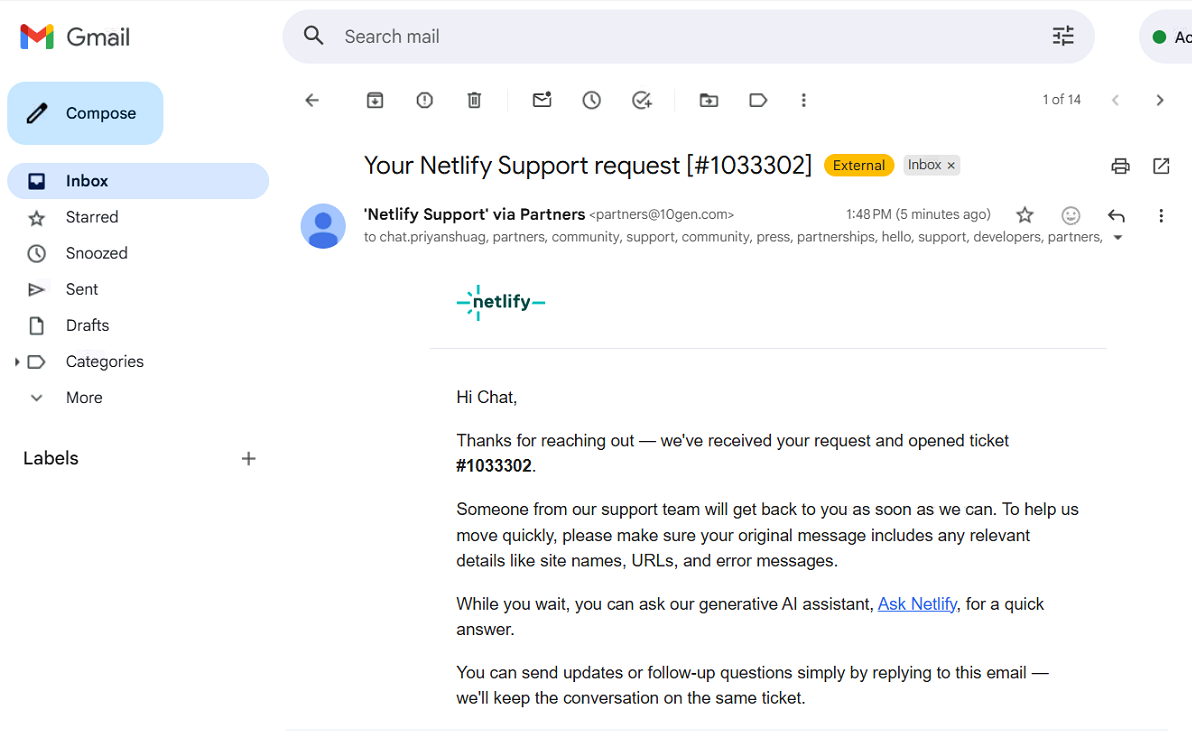 Gmail
Search mail
Ac
Compose
1 of 14
Inbox
Starred
Snoozed
Sent
Drafts
Categories
More
Labels
Your Netlify Support request [#1033302] External Inbox ×
'Netlify Support' via Partners <partners@10gen.com> 1:48 PM (5 minutes ago)
to chat.priyanshuag, partners, community, support, community, press, partnerships, hello, support, developers, partners,
netlify
Hi Chat,
Thanks for reaching out — we've received your request and opened ticket
#1033302.
Someone from our support team will get back to you as soon as we can. To help us
move quickly, please make sure your original message includes any relevant
details like site names, URLs, and error messages.
While you wait, you can ask our generative AI assistant, Ask Netlify, for a quick
answer.
You can send updates or follow-up questions simply by replying to this email —
we'll keep the conversation on the same ticket.